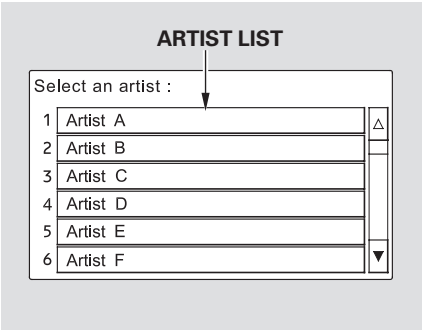 ARTIST LIST
Select an artist :
1 Artist A
2 Artist B
3 Artist C
4 Artist D
5 Artist E
6 Artist F